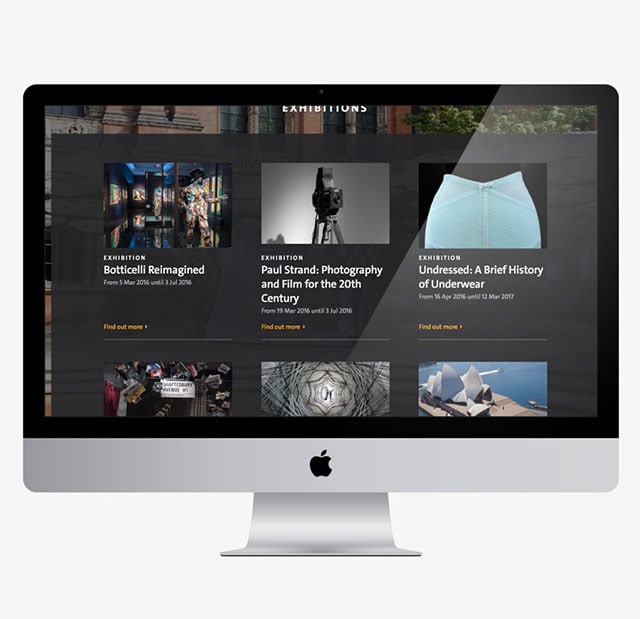 EXHIBITIONS
EXHIBITION
Botticelli Reimagined
From 5 Mar 2016 until 3 Jul 2016
Find out more
EXHIBITION
Paul Strand: Photography
and Film for the 20th
Century
From 19 Mar 2016 until 3 Jul 2016
Find out more
EXHIBITION
Undressed: A Brief History
of Underwear
From 16 Apr 2016 until 12 Mar 2017
Find out more
SHAFTESBURY
AVENUE W1